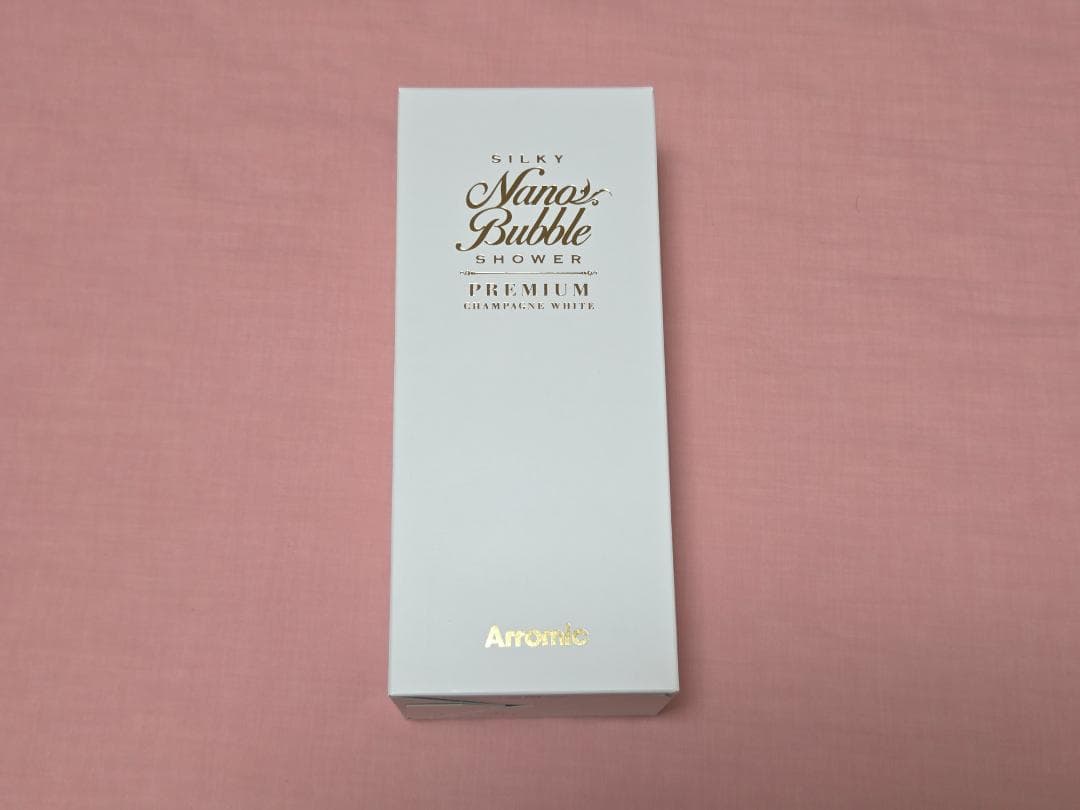 SILKY
Nano
Bubble
SHOWER
PREMIUM
CHAMPAGNE WHITE
Arromic